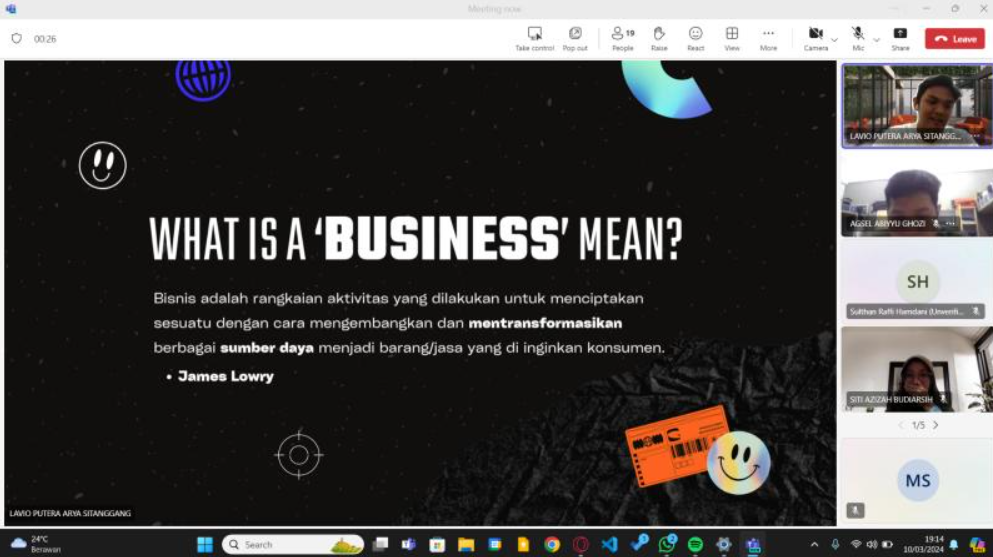 Meeting now
00:26
Take control
Pop out
19
People
Raise
React
View
More
Camera
Mic
Share
Leave
WHAT IS A ‘BUSINESS’ MEAN?
Bisnis adalah rangkaian aktivitas yang dilakukan untuk menciptakan
sesuatu dengan cara mengembangkan dan mentransformasikan
berbagai sumber daya menjadi barang/jasa yang di inginkan konsumen.
• James Lowry
LAVIO PUTERA ARYA SITANGGANG
LAVIO PUTERA ARYA SITANGG...
AGSEL ABIYYU GHOZI
SH
Sulthan Raffi Hamdani (Unverifi...
SITI AZIZAH BUDIARSIH
1/5
MS
24°C
Berawan
Search
19:14
10/03/2024